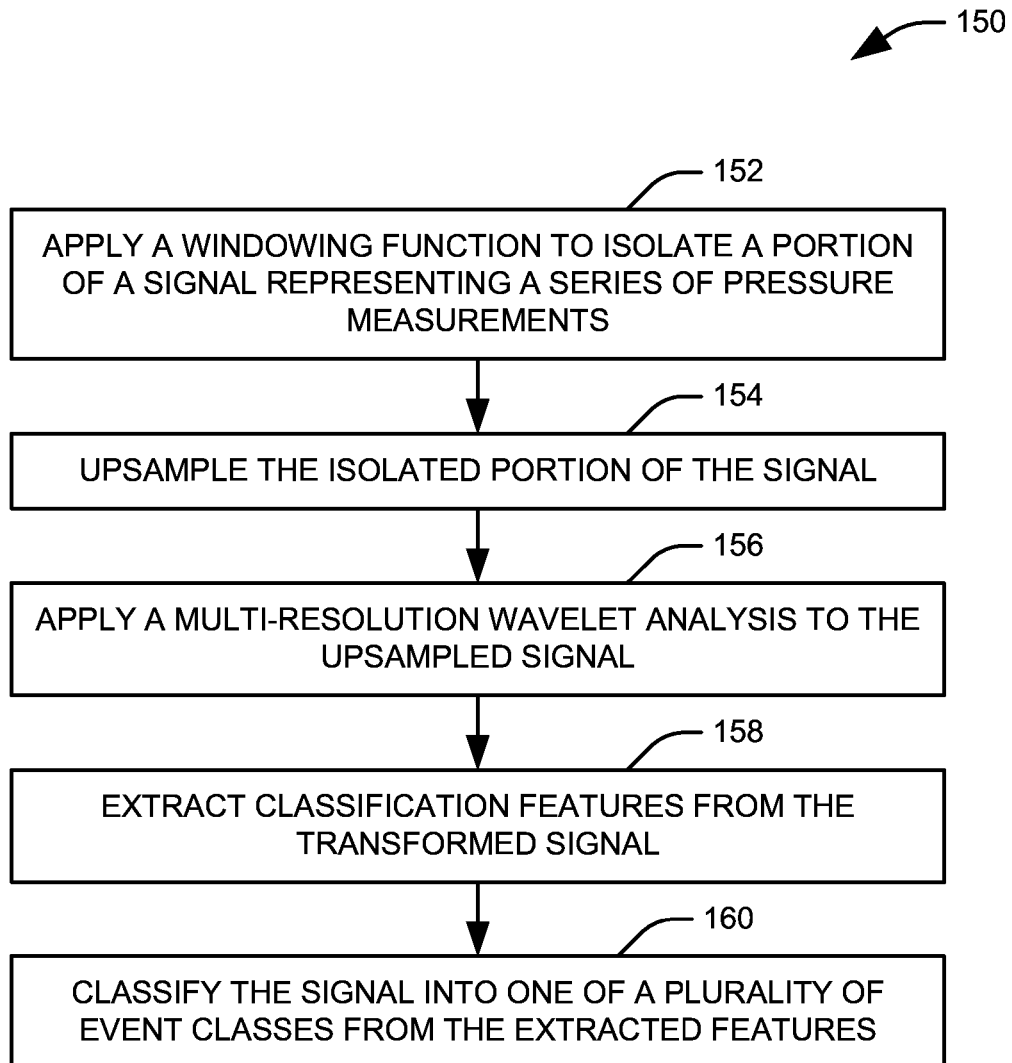 150
152
APPLY A WINDOWING FUNCTION TO ISOLATE A PORTION
OF A SIGNAL REPRESENTING A SERIES OF PRESSURE
MEASUREMENTS
154
UPSAMPLE THE ISOLATED PORTION OF THE SIGNAL
156
APPLY A MULTI-RESOLUTION WAVELET ANALYSIS TO THE
UPSAMPLED SIGNAL
158
EXTRACT CLASSIFICATION FEATURES FROM THE
TRANSFORMED SIGNAL
160
CLASSIFY THE SIGNAL INTO ONE OF A PLURALITY OF
EVENT CLASSES FROM THE EXTRACTED FEATURES